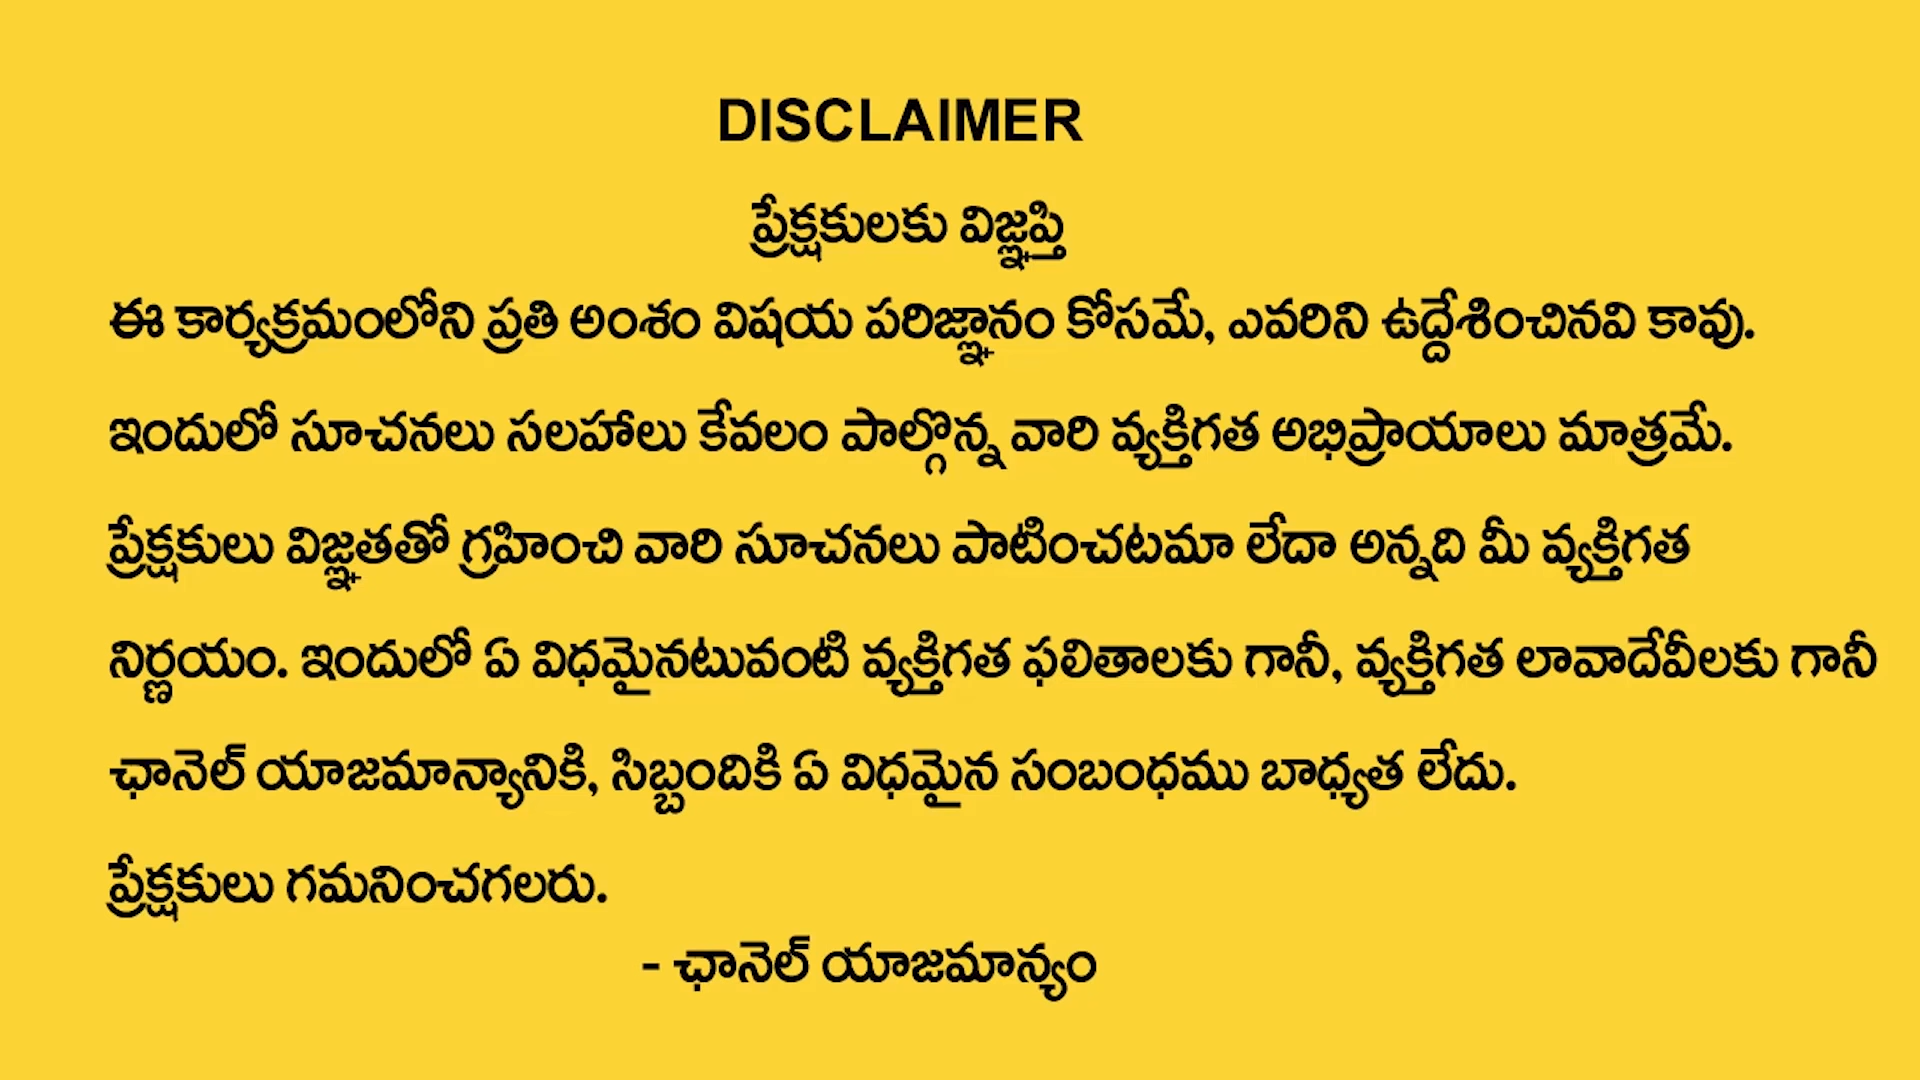 DISCLAIMER
ప్రేక్షకులకు విజ్ఞప్తి
ఈ కార్యక్రమంలోని ప్రతి అంశం విషయ పరిజ్ఞానం కోసమే, ఎవరిని ఉద్దేశించినవి కావు.
ఇందులో సూచనలు సలహాలు కేవలం పాల్గొన్న వారి వ్యక్తిగత అభిప్రాయాలు మాత్రమే.
ప్రేక్షకులు విజ్ఞతతో గ్రహించి వారి సూచనలు పాటించటమా లేదా అన్నది మీ వ్యక్తిగత
నిర్ణయం. ఇందులో ఏ విధమైనటువంటి వ్యక్తిగత ఫలితాలకు గానీ, వ్యక్తిగత లావాదేవీలకు గానీ
ఛానెల్ యాజమాన్యానికి, సిబ్బందికి ఏ విధమైన సంబంధము బాధ్యత లేదు.
ప్రేక్షకులు గమనించగలరు.
- ఛానెల్ యాజమాన్యం